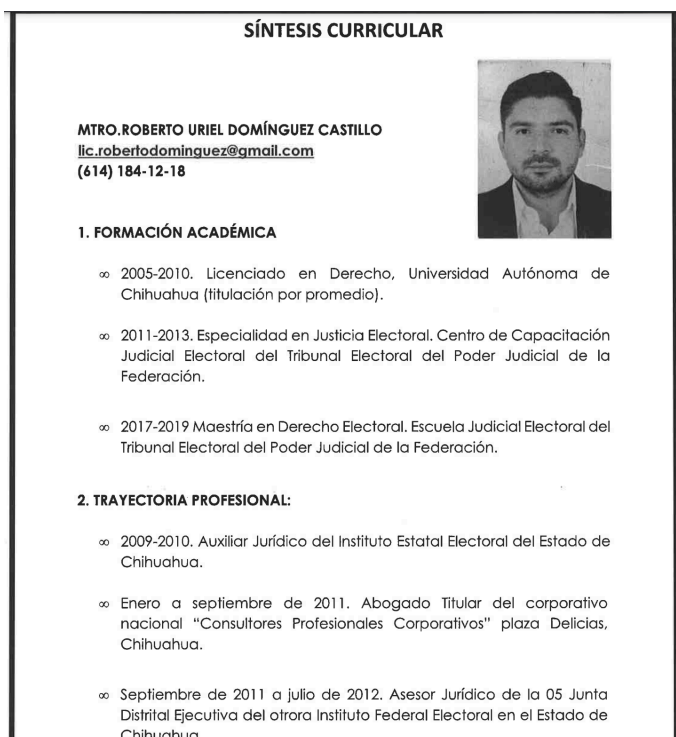 SÍNTESIS CURRICULAR
MTRO.ROBERTO URIEL DOMÍNGUEZ CASTILLO
lic.robertodominguez@gmail.com
(614) 184-12-18
1. FORMACIÓN ACADÉMICA
∞ 2005-2010. Licenciado en Derecho, Universidad Autónoma de
Chihuahua (titulación por promedio).
∞ 2011-2013. Especialidad en Justicia Electoral. Centro de Capacitación
Judicial Electoral del Tribunal Electoral del Poder Judicial de la
Federación.
∞ 2017-2019 Maestría en Derecho Electoral. Escuela Judicial Electoral del
Tribunal Electoral del Poder Judicial de la Federación.
2. TRAYECTORIA PROFESIONAL:
∞ 2009-2010. Auxiliar Jurídico del Instituto Estatal Electoral del Estado de
Chihuahua.
∞ Enero a septiembre de 2011. Abogado Titular del corporativo
nacional “Consultores Profesionales Corporativos” plaza Delicias,
Chihuahua.
∞ Septiembre de 2011 a julio de 2012. Asesor Jurídico de la 05 Junta
Distrital Ejecutiva del otrora Instituto Federal Electoral en el Estado de
Chihuahua.